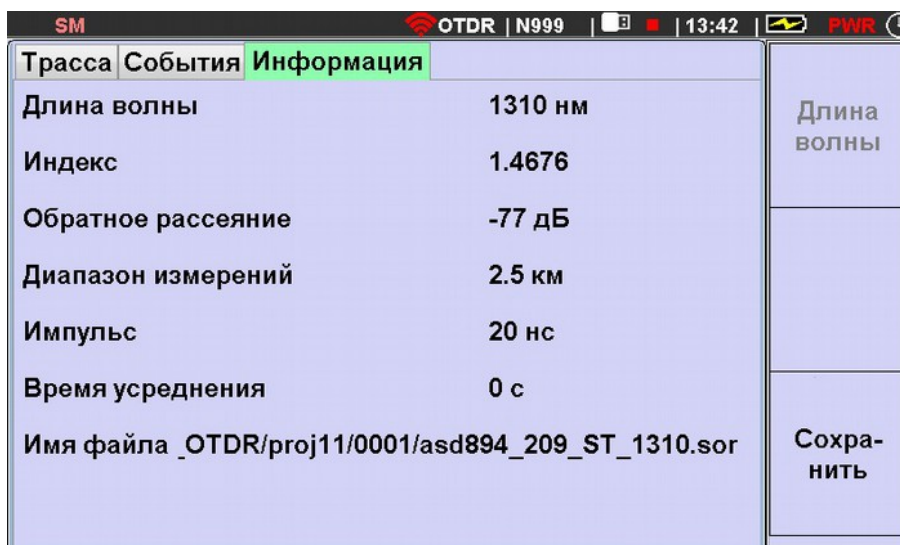 SM OTDR | N999 | | 13:42 | PWR
Трасса События Информация
Длина волны 1310 нм
Индекс 1.4676
Обратное рассеяние -77 дБ
Диапазон измерений 2.5 км
Импульс 20 нс
Время усреднения 0 с
Имя файла _OTDR/proj11/0001/asd894_209_ST_1310.sor
Длина
волны
Сохра-
нить